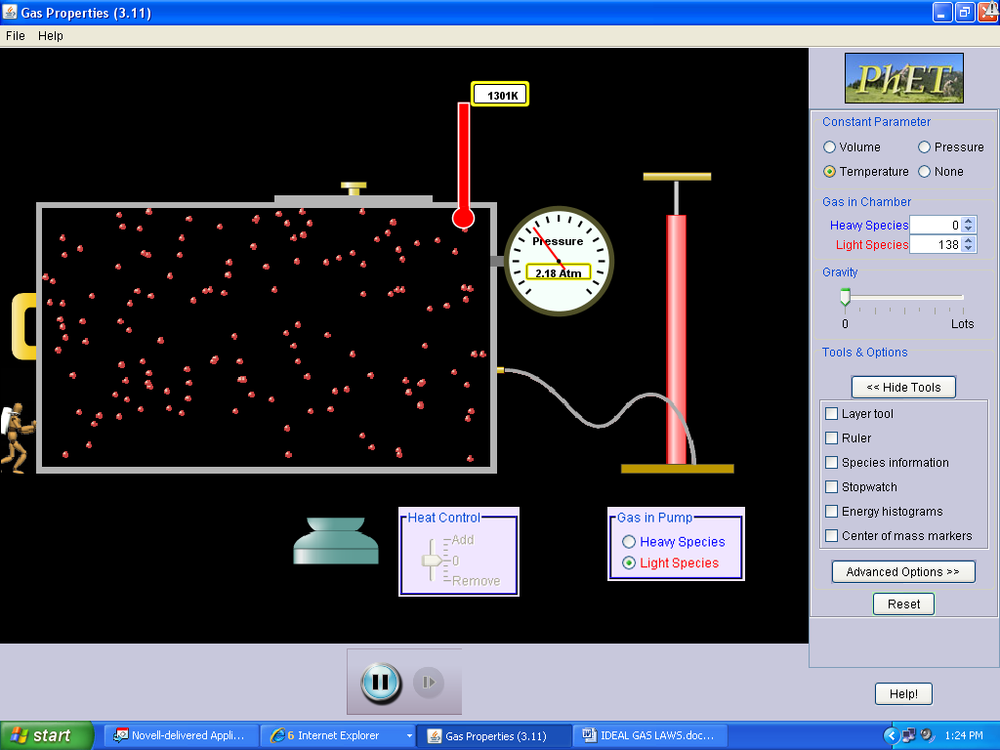 Gas Properties (3.11)
File Help
1301K
PhET
Constant Parameter
Volume Pressure
Temperature None
Gas in Chamber
Heavy Species 0
Light Species 138
Pressure
2.18 Atm
Gravity
0 Lots
Tools & Options
<< Hide Tools
Layer tool
Ruler
Species information
Stopwatch
Energy histograms
Center of mass markers
Heat Control
Add
0
Remove
Gas in Pump
Heavy Species
Light Species
Advanced Options >>
Reset
Help!
start Novell-delivered Appli... 6 Internet Explorer Gas Properties (3.11) IDEAL GAS LAWS.doc... 1:24 PM